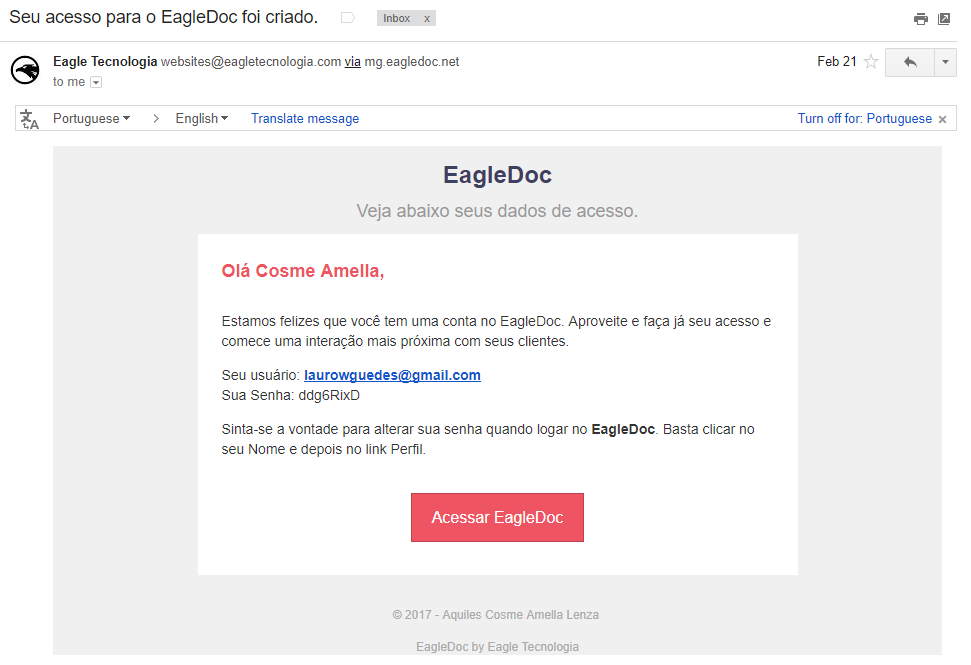 Seu acesso para o EagleDoc foi criado.
Inbox x
Eagle Tecnologia websites@eagletecnologia.com via mg.eagledoc.net
Feb 21
to me
Portuguese > English Translate message
Turn off for: Portuguese x
EagleDoc
Veja abaixo seus dados de acesso.
Olá Cosme Amella,
Estamos felizes que você tem uma conta no EagleDoc. Aproveite e faça já seu acesso e
comece uma interação mais próxima com seus clientes.
Seu usuário: laurowguedes@gmail.com
Sua Senha: ddg6RixD
Sinta-se a vontade para alterar sua senha quando logar no EagleDoc. Basta clicar no
seu Nome e depois no link Perfil.
Acessar EagleDoc
© 2017 - Aquiles Cosme Amella Lenza
EagleDoc by Eagle Tecnologia